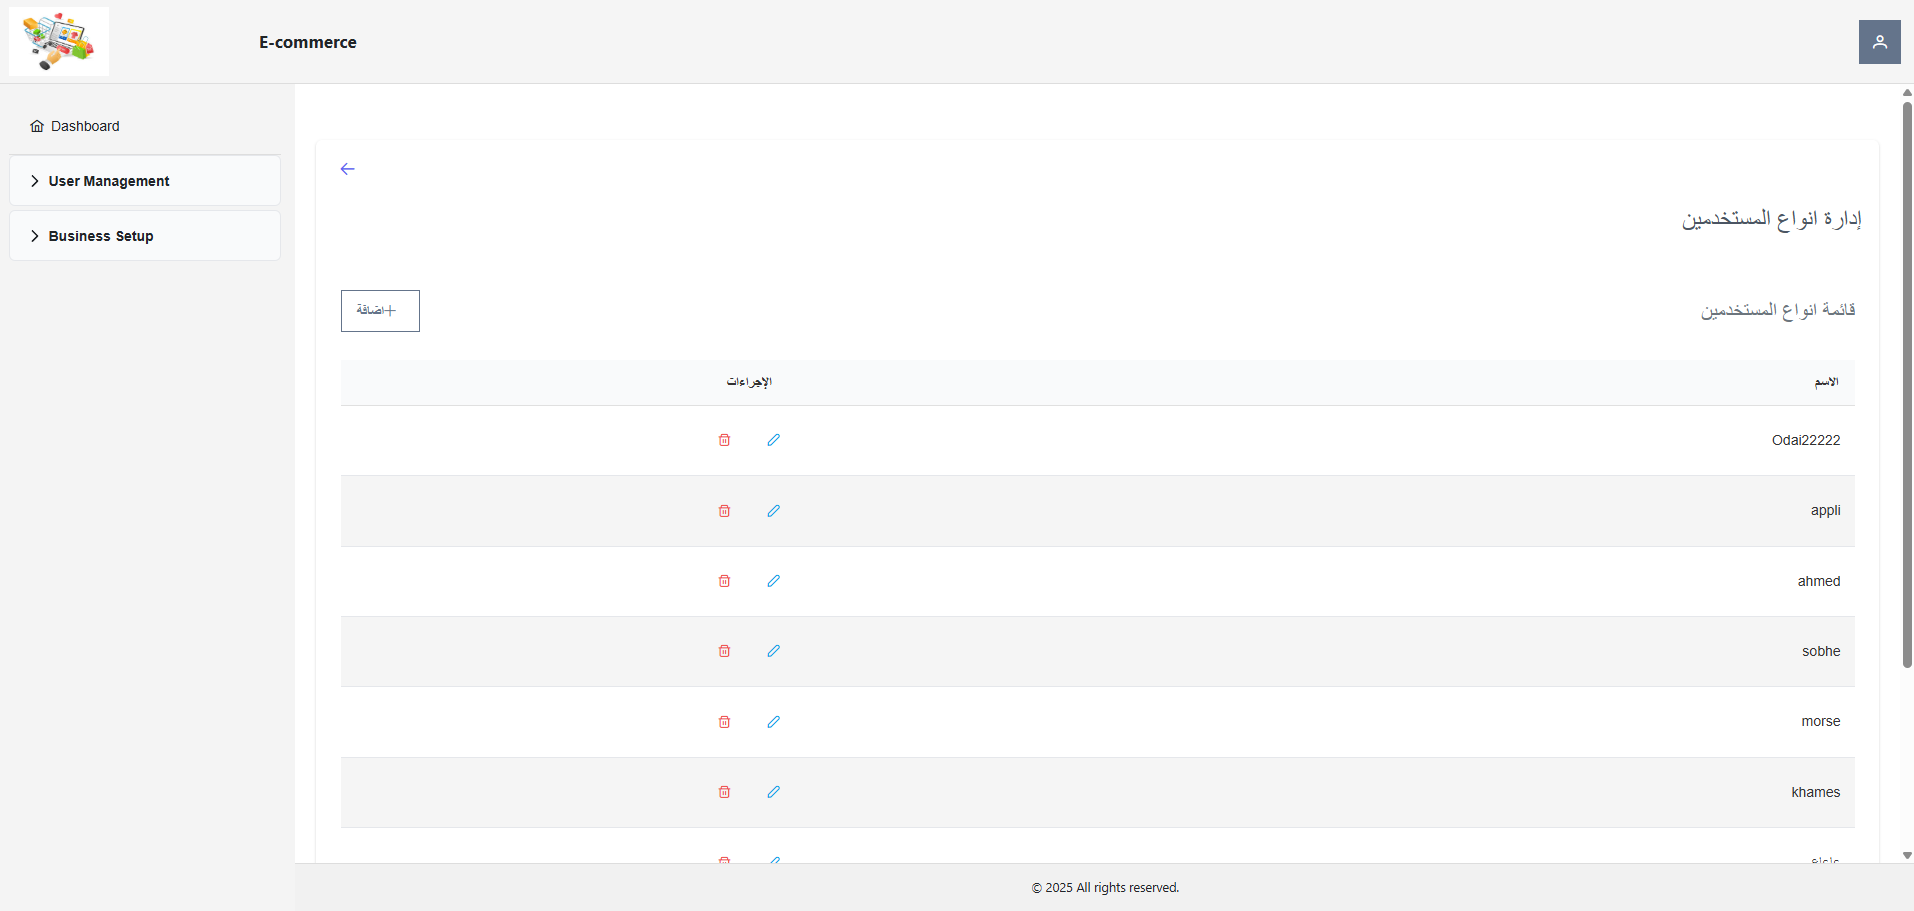 E-commerce
Dashboard
User Management
Business Setup
إدارة انواع المستخدمين
قائمة انواع المستخدمين
اضافة
الاسم الإجراءات
Odai22222
appli
ahmed
sobhe
morse
khames
© 2025 All rights reserved.